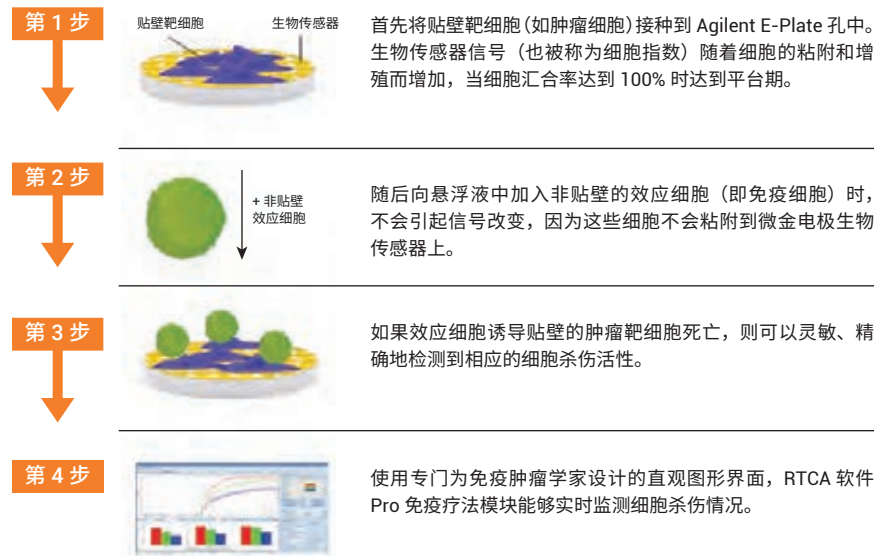 第 1 步
贴壁靶细胞
生物传感器
首先将贴壁靶细胞（如肿瘤细胞）接种到 Agilent E-Plate 孔中。
生物传感器信号（也被称为细胞指数）随着细胞的粘附和增
殖而增加，当细胞汇合率达到 100% 时达到平台期。
第 2 步
+ 非贴壁
效应细胞
随后向悬浮液中加入非贴壁的效应细胞（即免疫细胞）时，
不会引起信号改变，因为这些细胞不会粘附到微金电极生物
传感器上。
第 3 步
如果效应细胞诱导贴壁的肿瘤靶细胞死亡，则可以灵敏、精
确地检测到相应的细胞杀伤活性。
第 4 步
使用专门为免疫肿瘤学家设计的直观图形界面，RTCA 软件
Pro 免疫疗法模块能够实时监测细胞杀伤情况。